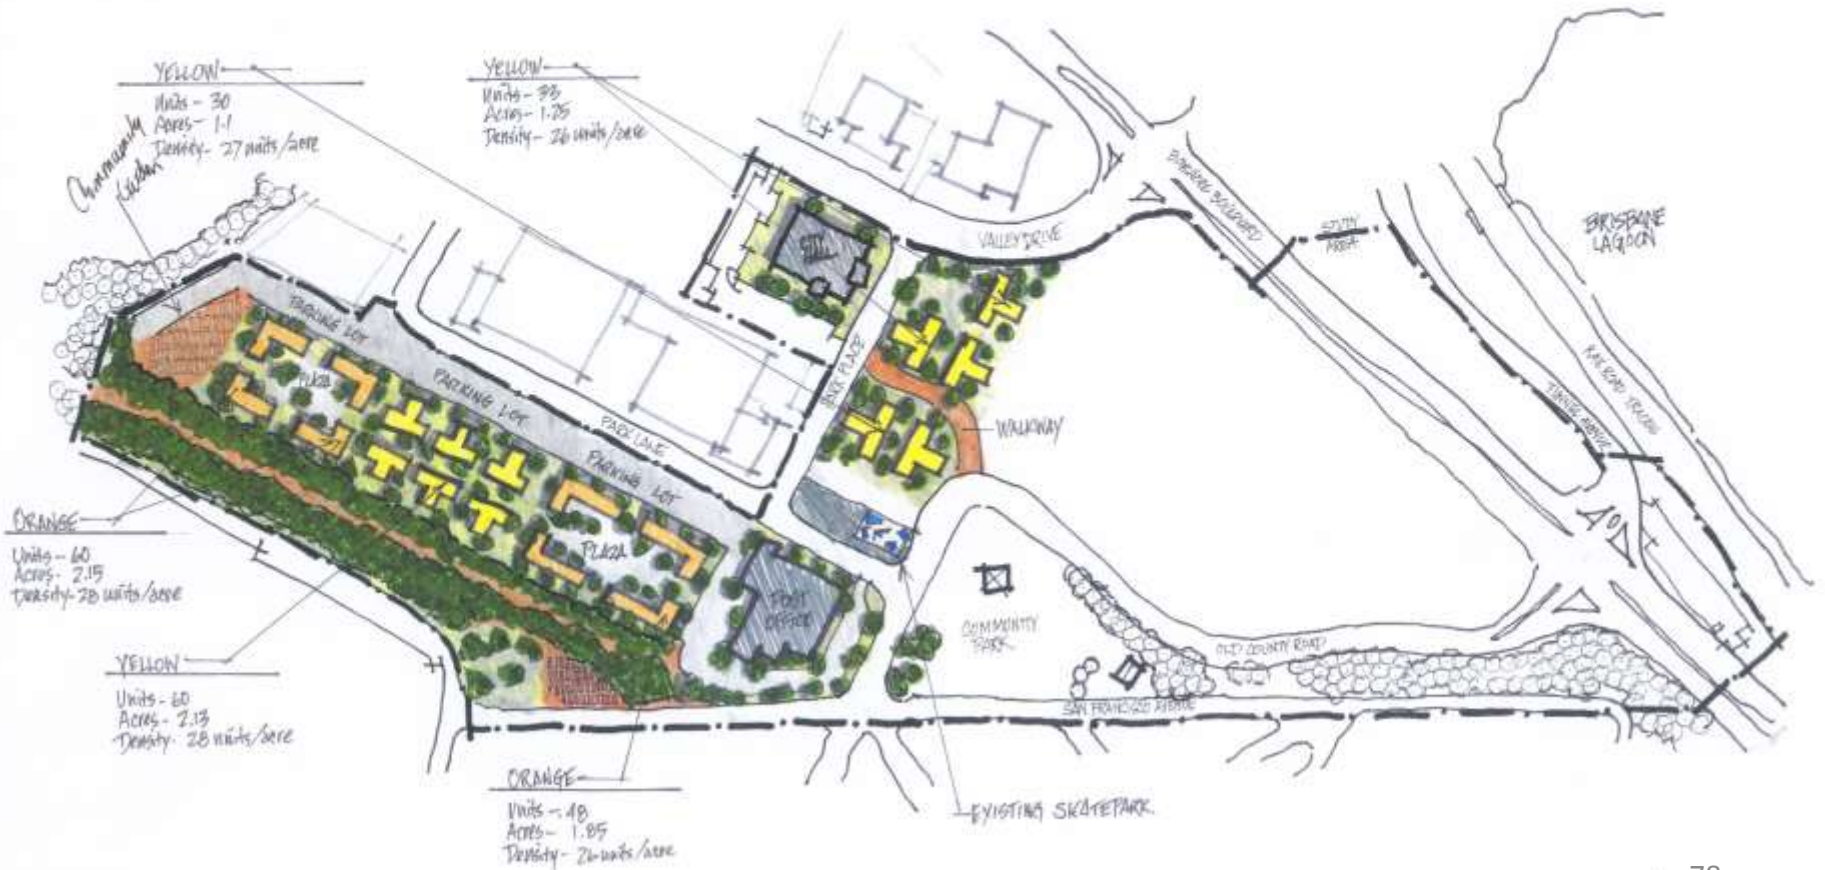 YELLOW
Units - 30
Acres - 1.1
Density - 27 units/acre
Community
Garden
YELLOW
Units - 33
Acres - 1.25
Density - 26 units/acre
BAYSHORE BOULEVARD
STUDY
AREA
BRISBANE
LAGOON
VALLEY DRIVE
CITY
HALL
PARKING LOT
PLAZA
PARKING LOT
PARK LANE
PARKING LOT
PARK PLACE
WALKWAY
RAILROAD TRACKS
TUNNEL AVENUE
ORANGE
Units - 60
Acres - 2.15
Density - 28 units/acre
PLAZA
POST
OFFICE
COMMUNITY
PARK
OLD COUNTY ROAD
SAN FRANCISCO AVENUE
YELLOW
Units - 60
Acres - 2.13
Density - 28 units/acre
ORANGE
Units - 48
Acres - 1.85
Density - 26 units/acre
EXISTING SKATEPARK.